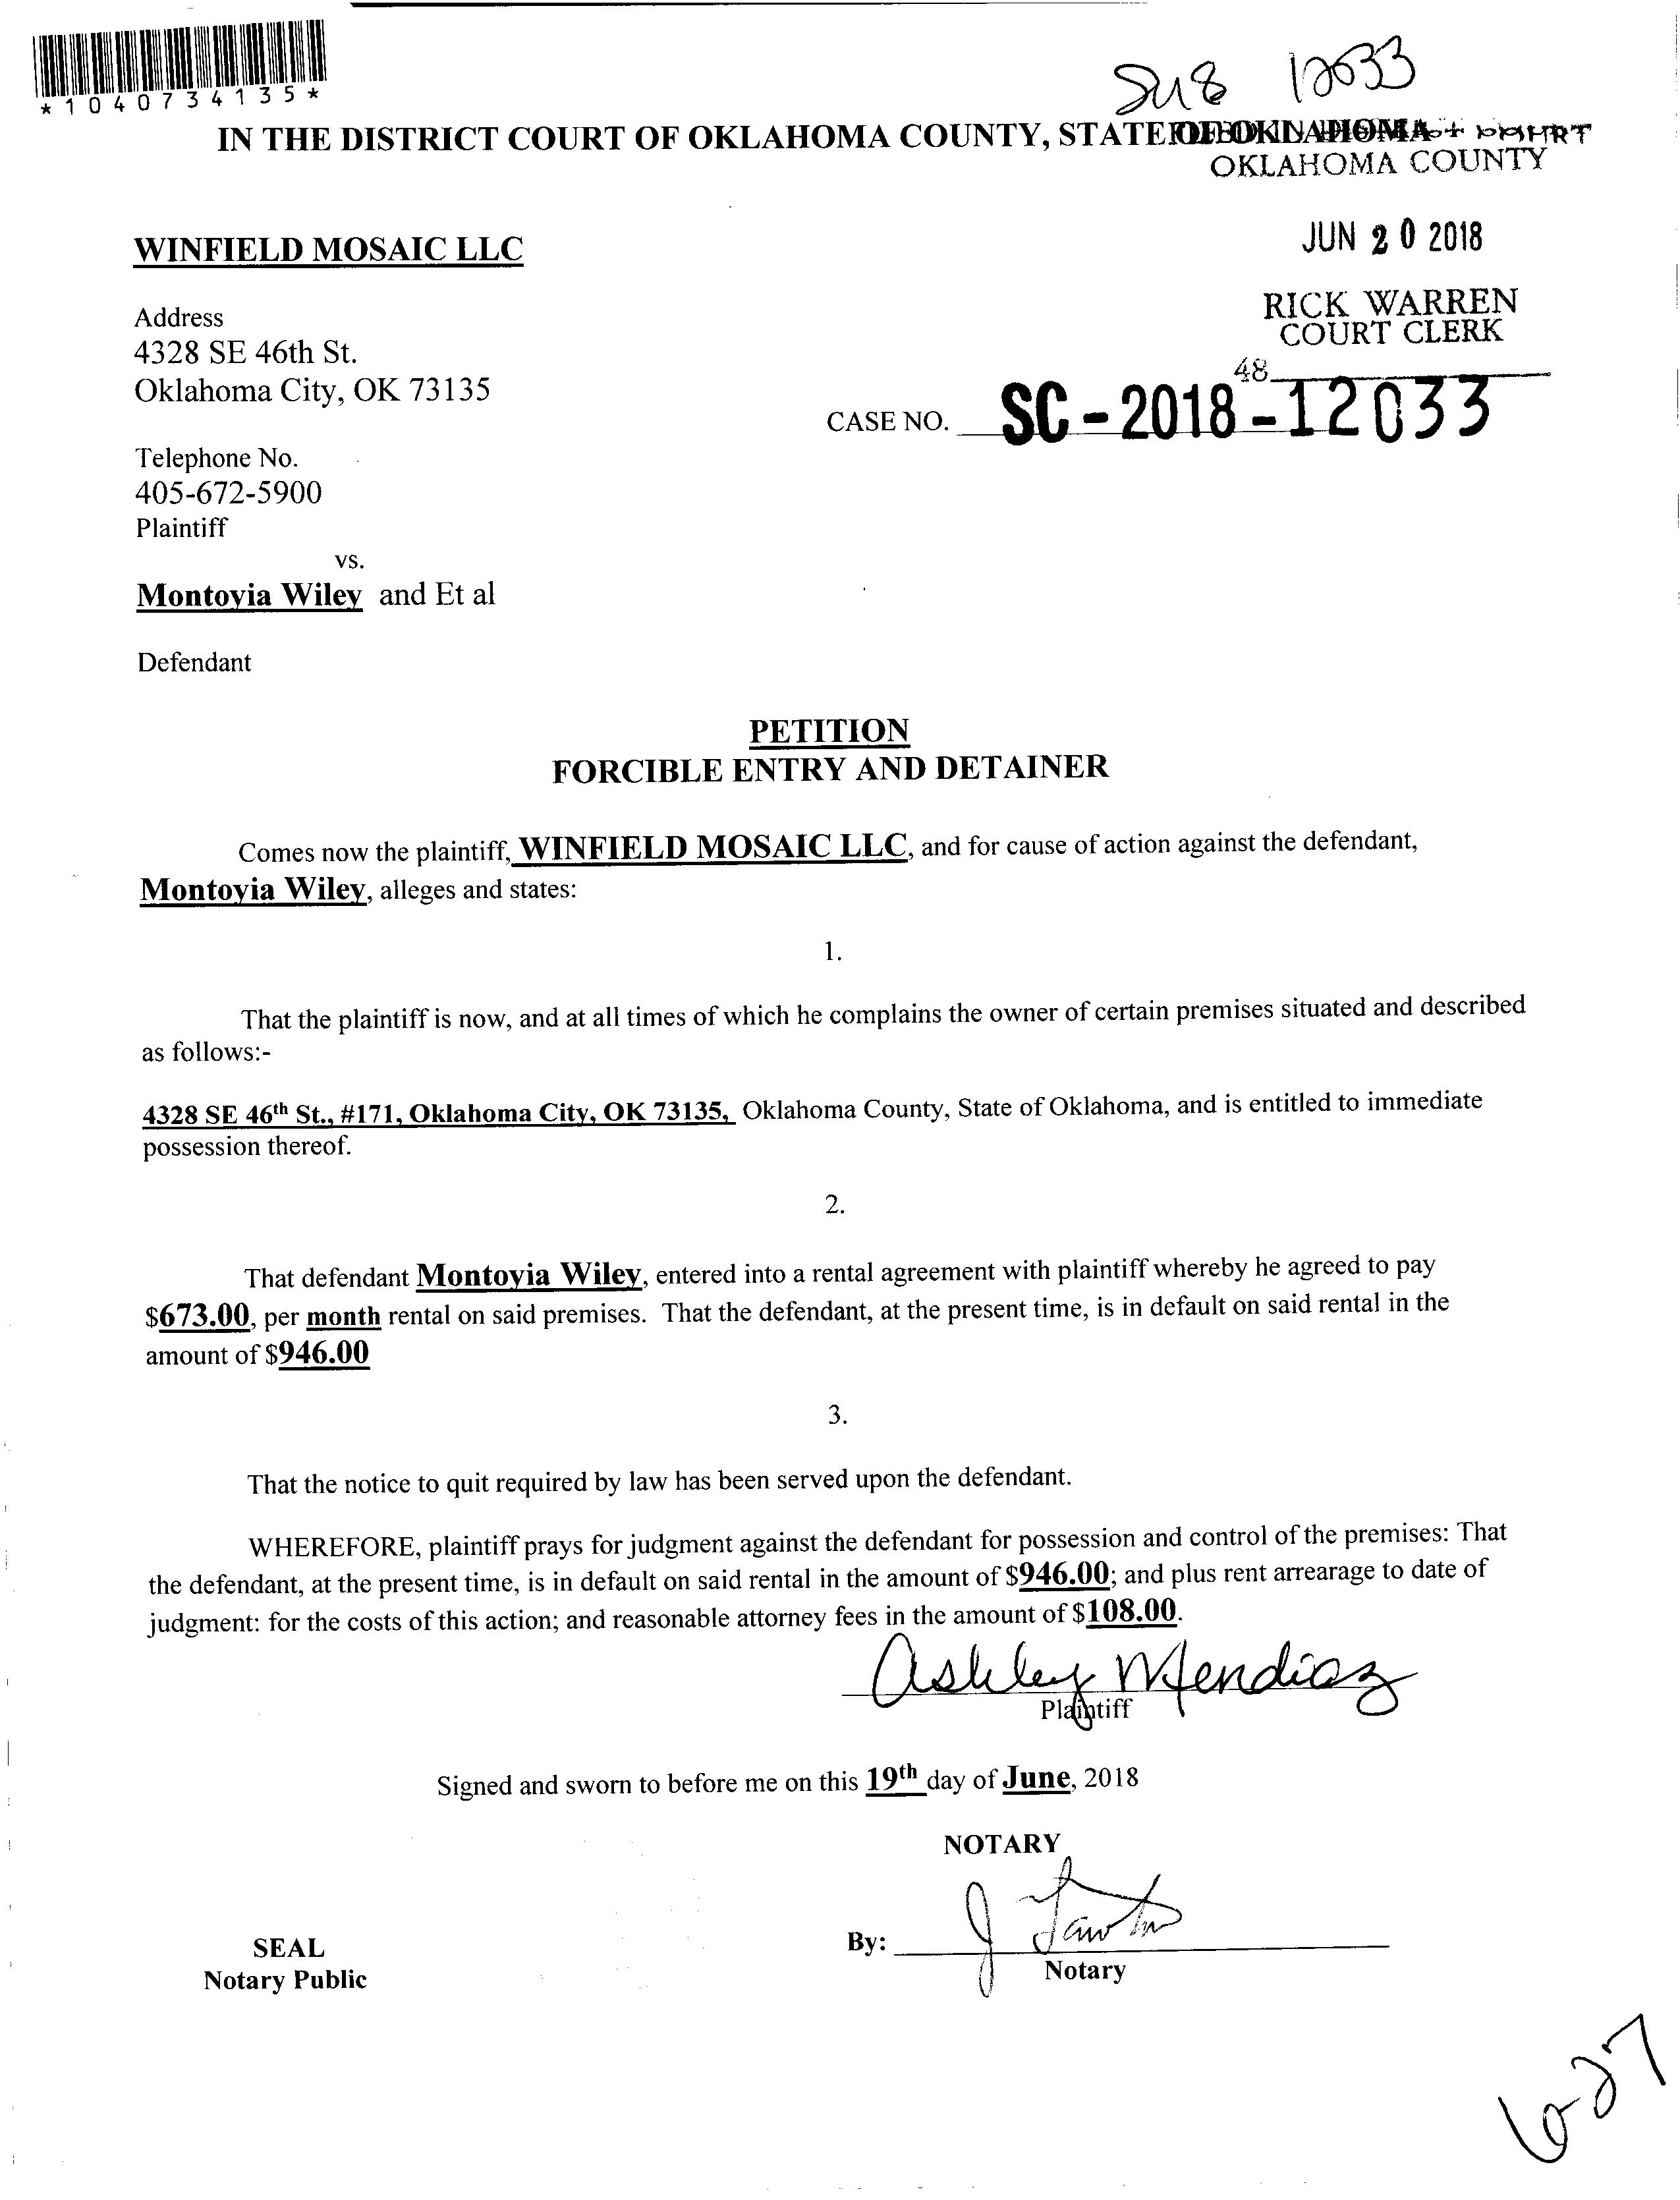 *1040734135*
SC18 12033
IN THE DISTRICT COURT OF OKLAHOMA COUNTY, STATE OF OKLAHOMA
OKLAHOMA COUNTY
JUN 20 2018
RICK WARREN
COURT CLERK
48
WINFIELD MOSAIC LLC
Address
4328 SE 46th St.
Oklahoma City, OK 73135
CASE NO. SC-2018-12033
Telephone No.
405-672-5900
Plaintiff
vs.
Montoyia Wiley and Et al
Defendant
PETITION
FORCIBLE ENTRY AND DETAINER
Comes now the plaintiff, WINFIELD MOSAIC LLC, and for cause of action against the defendant,
Montoyia Wiley, alleges and states:
1.
That the plaintiff is now, and at all times of which he complains the owner of certain premises situated and described
as follows:-
4328 SE 46th St., #171, Oklahoma City, OK 73135, Oklahoma County, State of Oklahoma, and is entitled to immediate
possession thereof.
2.
That defendant Montoyia Wiley, entered into a rental agreement with plaintiff whereby he agreed to pay
$673.00, per month rental on said premises. That the defendant, at the present time, is in default on said rental in the
amount of $946.00
3.
That the notice to quit required by law has been served upon the defendant.
WHEREFORE, plaintiff prays for judgment against the defendant for possession and control of the premises: That
the defendant, at the present time, is in default on said rental in the amount of $946.00; and plus rent arrearage to date of
judgment: for the costs of this action; and reasonable attorney fees in the amount of $108.00.
Ashley Mendiaz
Plaintiff
Signed and sworn to before me on this 19th day of June, 2018
NOTARY
SEAL
Notary Public
By: J
Notary
6-27